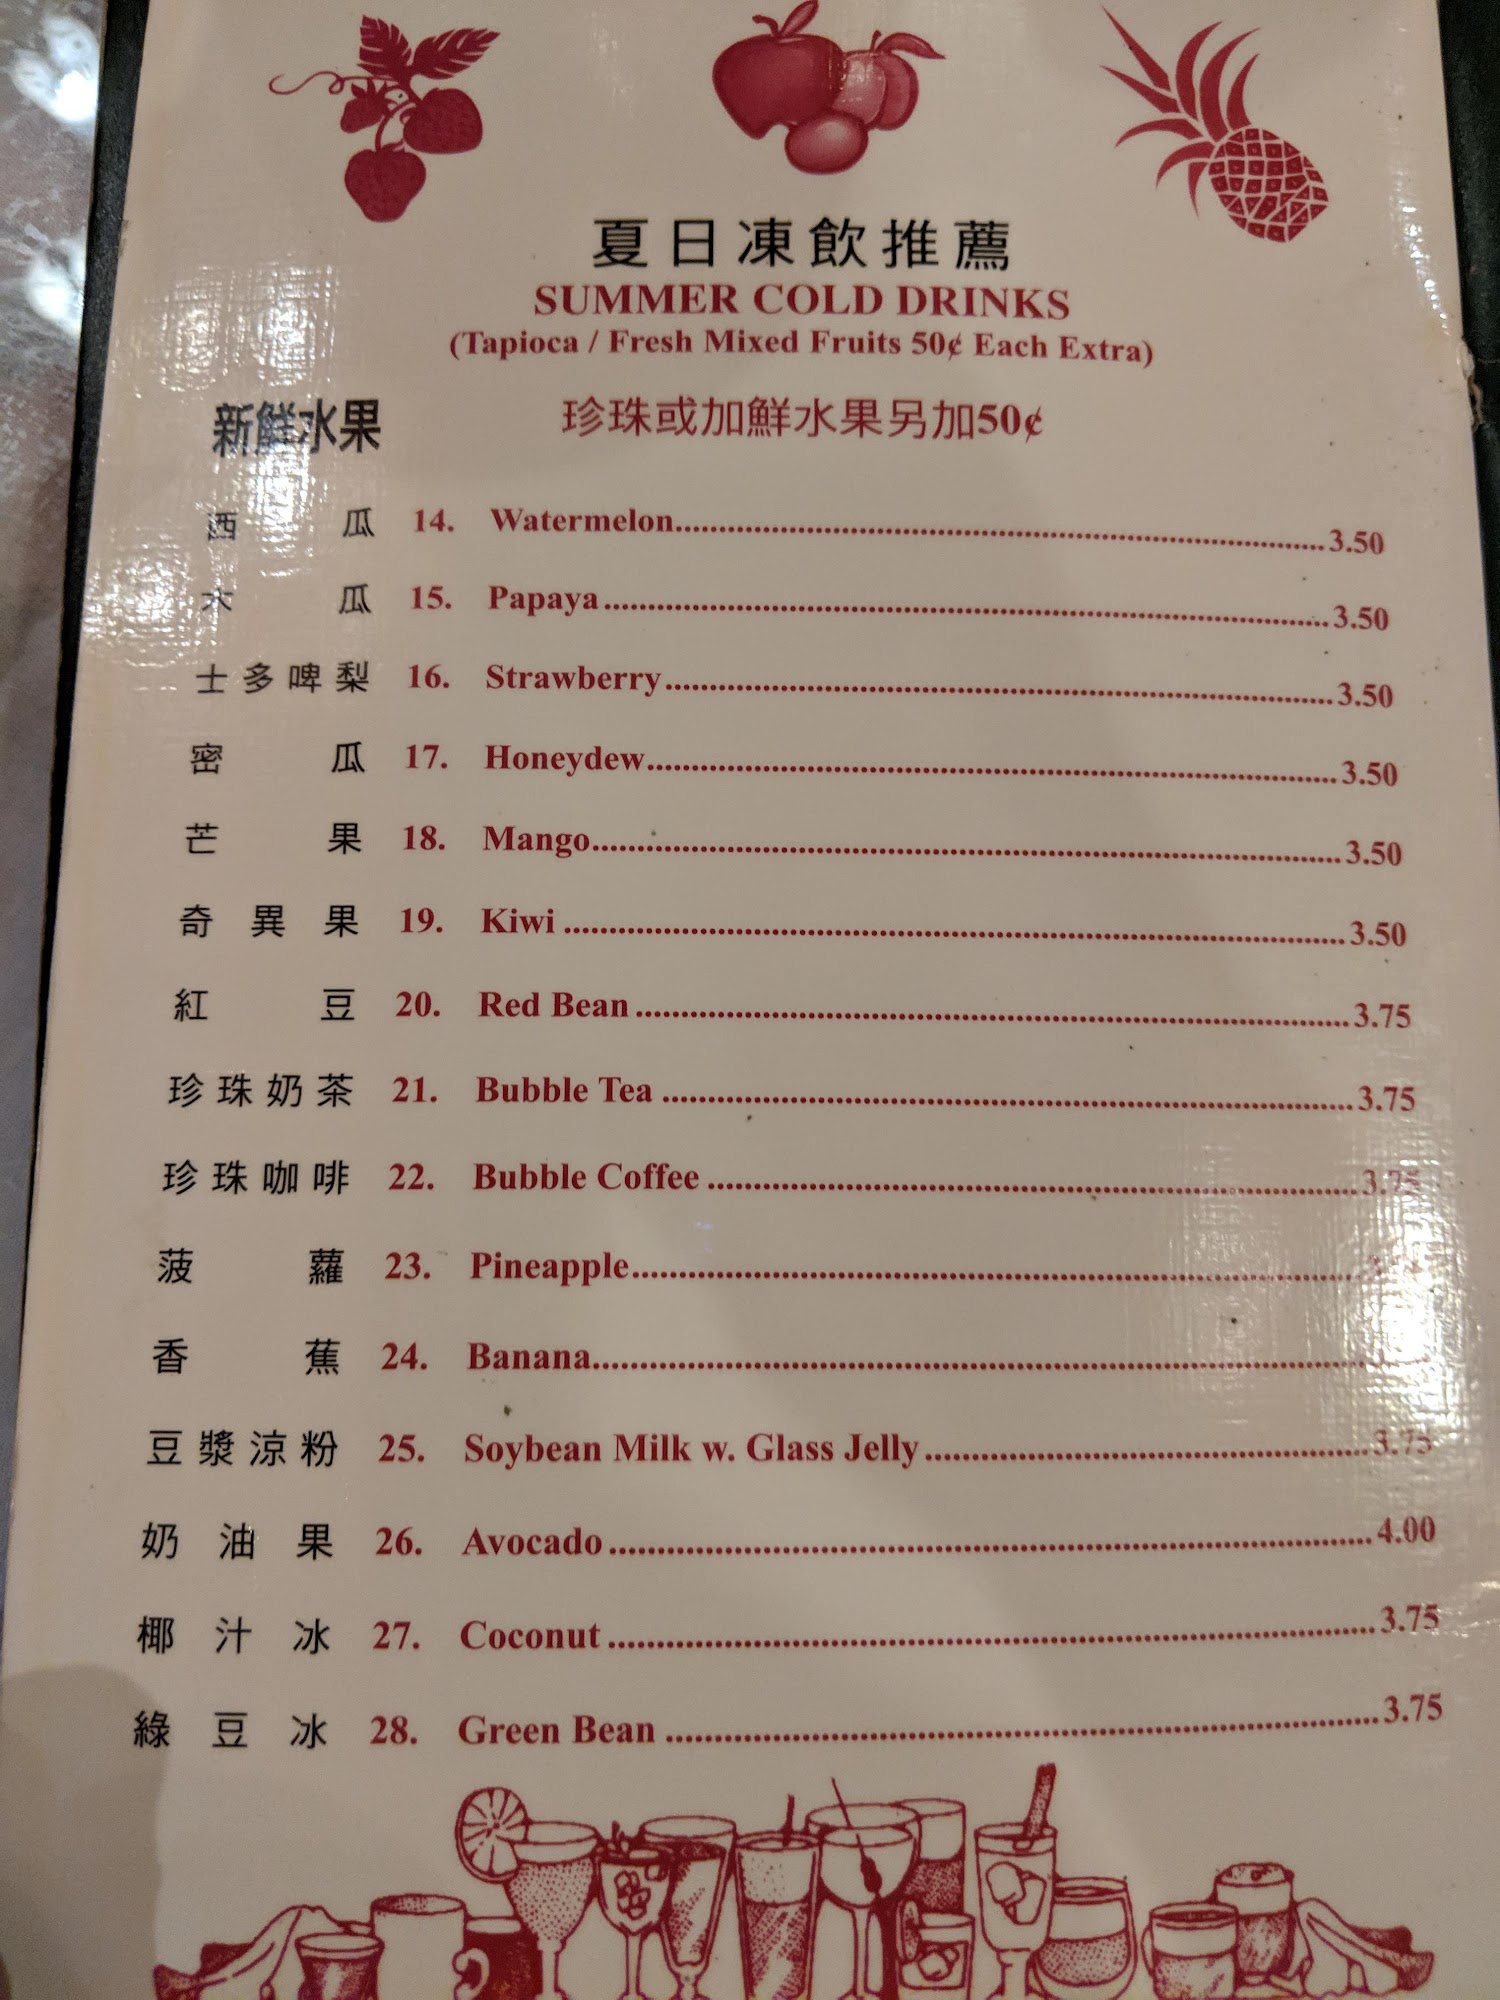 夏日凍飲推薦
SUMMER COLD DRINKS
(Tapioca / Fresh Mixed Fruits 50¢ Each Extra)
新鮮水果 珍珠或加鮮水果另加50¢
西瓜 14. Watermelon 3.50
木瓜 15. Papaya 3.50
士多啤梨 16. Strawberry 3.50
密瓜 17. Honeydew 3.50
芒果 18. Mango 3.50
奇異果 19. Kiwi 3.50
紅豆 20. Red Bean 3.75
珍珠奶茶 21. Bubble Tea 3.75
珍珠咖啡 22. Bubble Coffee 3.75
菠蘿 23. Pineapple
香蕉 24. Banana
豆漿涼粉 25. Soybean Milk w. Glass Jelly 3.75
奶油果 26. Avocado 4.00
椰汁冰 27. Coconut 3.75
綠豆冰 28. Green Bean 3.75